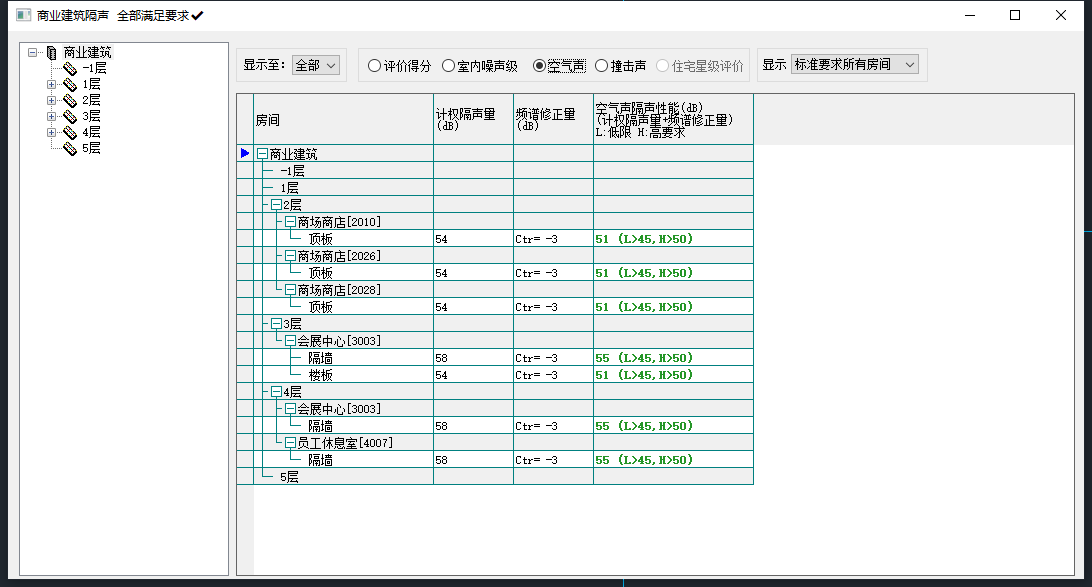 商业建筑隔声 全部满足要求✔
商业建筑
-1层
1层
2层
3层
4层
5层
显示至： 全部
评价得分 室内噪声级 空气声 撞击声 住宅星级评价
显示 标准要求所有房间
房间
计权隔声量
(dB)
频谱修正量
(dB)
空气声隔声性能(dB)
(计权隔声量+频谱修正量)
L:低限 H:高要求
商业建筑
-1层
1层
2层
商场商店[2010]
顶板 54 Ctr= -3 51 (L>45,H>50)
商场商店[2026]
顶板 54 Ctr= -3 51 (L>45,H>50)
商场商店[2028]
顶板 54 Ctr= -3 51 (L>45,H>50)
3层
会展中心[3003]
隔墙 58 Ctr= -3 55 (L>45,H>50)
楼板 54 Ctr= -3 51 (L>45,H>50)
4层
会展中心[3003]
隔墙 58 Ctr= -3 55 (L>45,H>50)
员工休息室[4007]
隔墙 58 Ctr= -3 55 (L>45,H>50)
5层